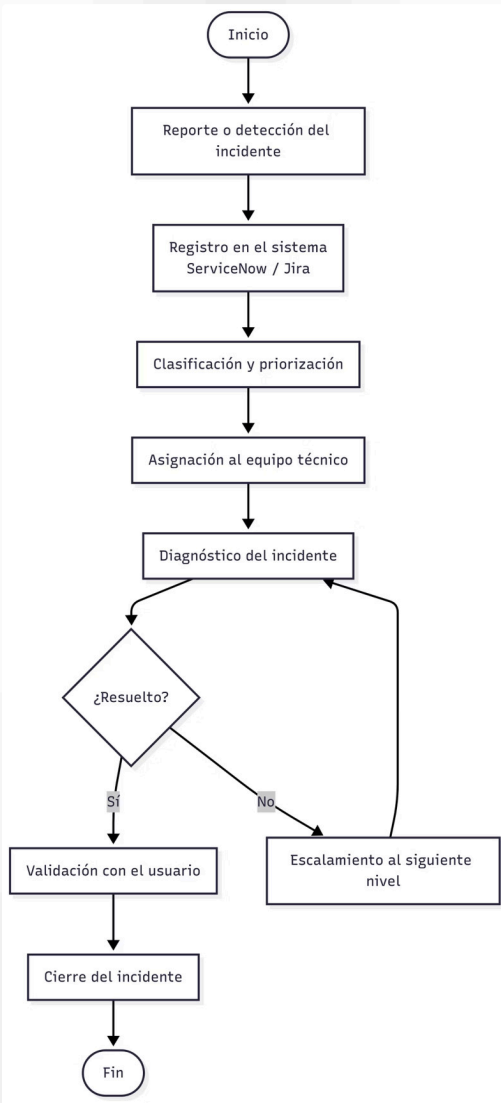 Inicio
Reporte o detección del
incidente
Registro en el sistema
ServiceNow / Jira
Clasificación y priorización
Asignación al equipo técnico
Diagnóstico del incidente
¿Resuelto?
Sí
No
Validación con el usuario
Escalamiento al siguiente
nivel
Cierre del incidente
Fin